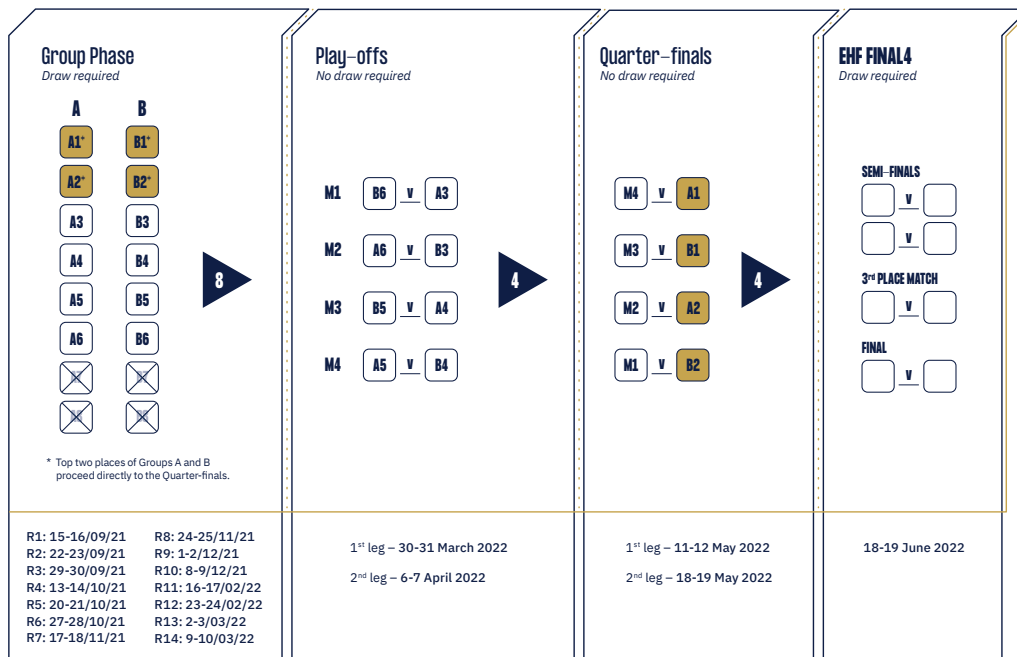 Group Phase
Draw required
A B
A1* B1*
A2* B2*
A3 B3
A4 B4
A5 B5
A6 B6
* Top two places of Groups A and B
proceed directly to the Quarter-finals.
8
R1: 15-16/09/21
R2: 22-23/09/21
R3: 29-30/09/21
R4: 13-14/10/21
R5: 20-21/10/21
R6: 27-28/10/21
R7: 17-18/11/21
R8: 24-25/11/21
R9: 1-2/12/21
R10: 8-9/12/21
R11: 16-17/02/22
R12: 23-24/02/22
R13: 2-3/03/22
R14: 9-10/03/22
Play-offs
No draw required
M1 B6 v A3
M2 A6 v B3
M3 B5 v A4
M4 A5 v B4
4
1st leg – 30-31 March 2022
2nd leg – 6-7 April 2022
Quarter-finals
No draw required
M4 v A1
M3 v B1
M2 v A2
M1 v B2
4
1st leg – 11-12 May 2022
2nd leg – 18-19 May 2022
EHF FINAL4
Draw required
SEMI-FINALS
v
v
3rd PLACE MATCH
v
FINAL
v
18-19 June 2022